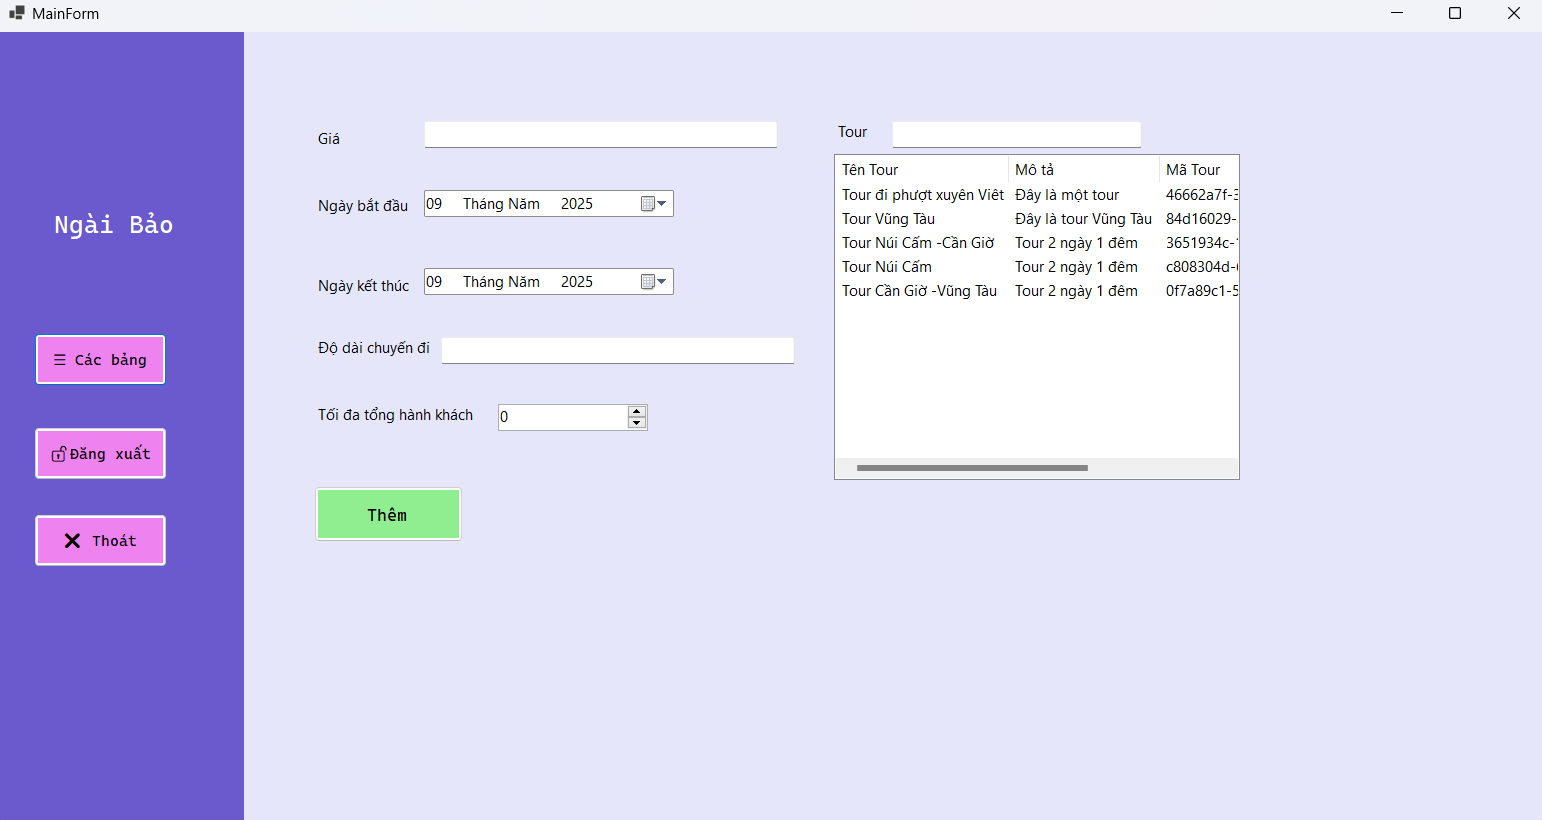 MainForm
Ngài Bảo
☰ Các bảng
Đăng xuất
Thoát
Giá
Ngày bắt dầu 09 Tháng Năm 2025
Ngày kết thúc 09 Tháng Năm 2025
Độ dài chuyến đi
Tối đa tổng hành khách 0
Thêm
Tour
Tên Tour Mô tả Mã Tour
Tour đi phượt xuyên Việt Đây là một tour 46662a7f-3
Tour Vũng Tàu Đây là tour Vũng Tàu 84d16029-
Tour Núi Cấm -Cần Giờ Tour 2 ngày 1 đêm 3651934c-
Tour Núi Cấm Tour 2 ngày 1 đêm c808304d-
Tour Cần Giờ -Vũng Tàu Tour 2 ngày 1 đêm 0f7a89c1-5